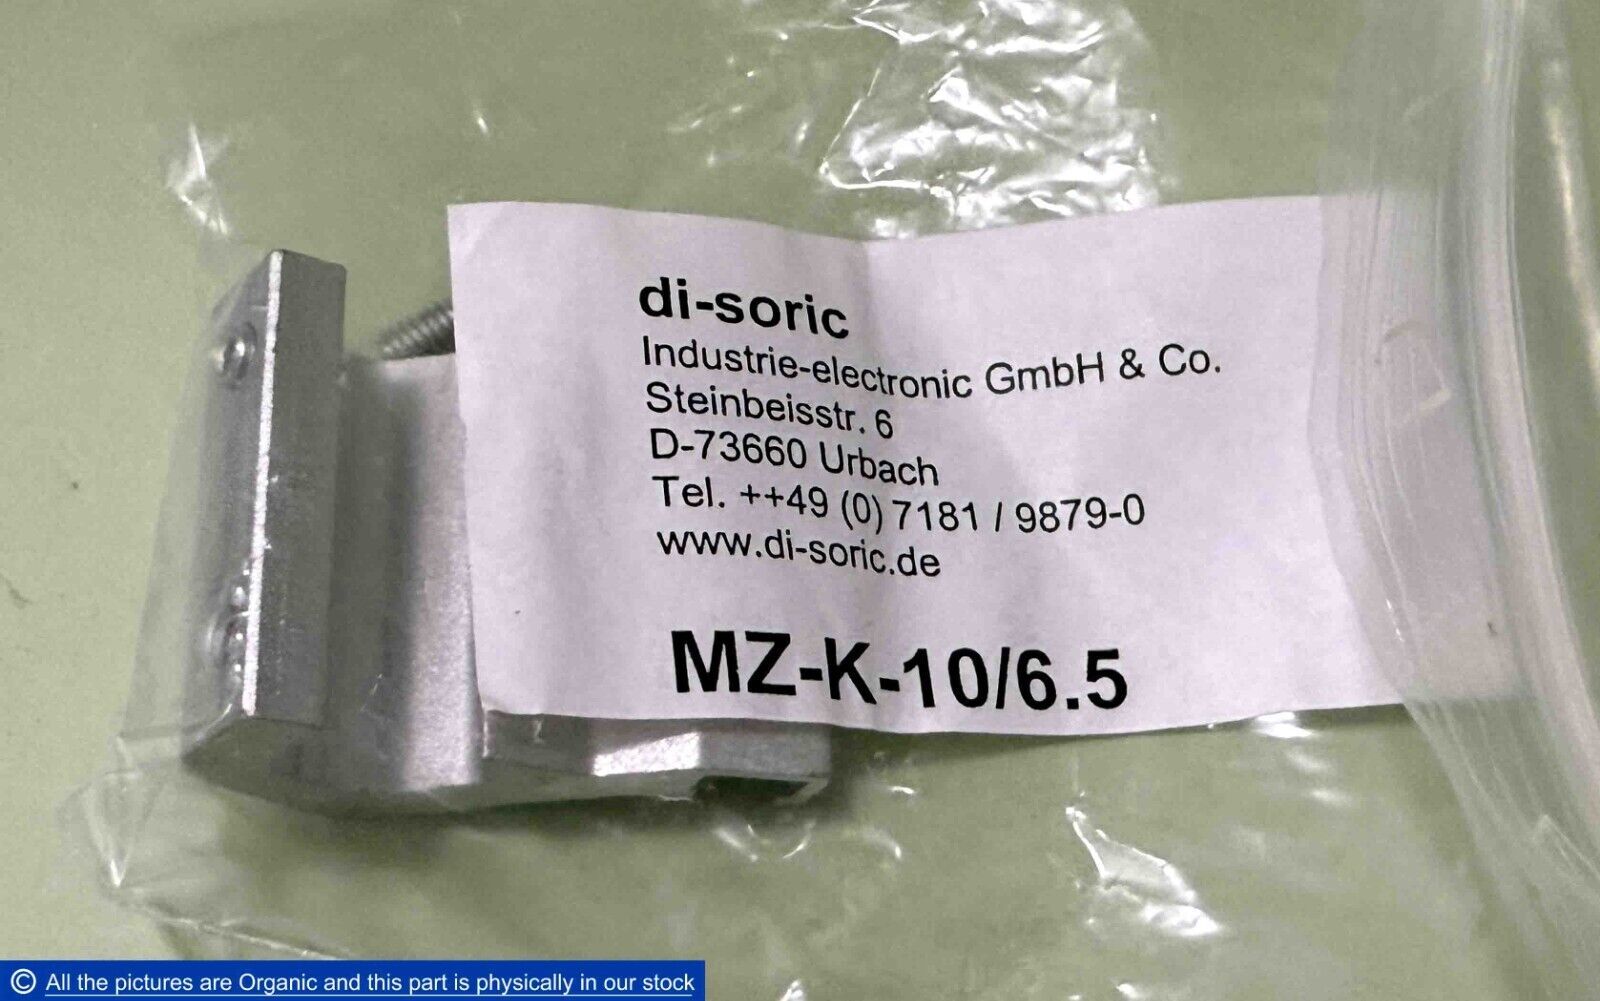 di-soric
Industrie-electronic GmbH & Co.
Steinbeisstr. 6
D-73660 Urbach
Tel. ++49 (0) 7181 / 9879-0
www.di-soric.de
MZ-K-10/6.5
© All the pictures are Organic and this part is physically in our stock